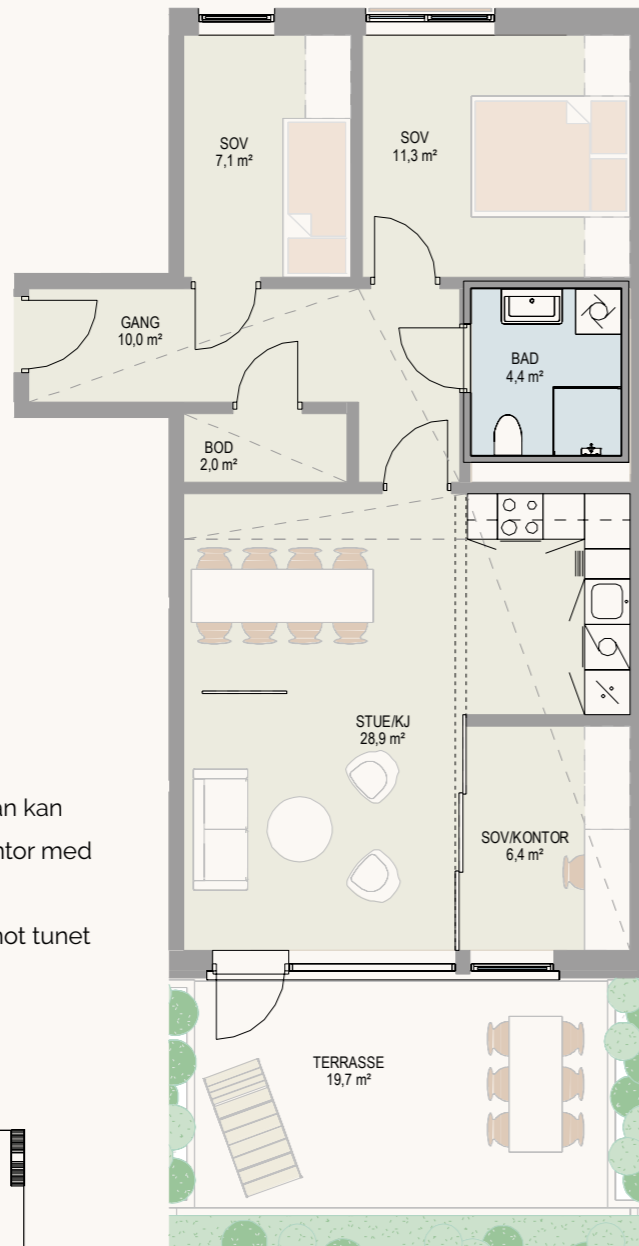 SOV
7,1 m²
SOV
11,3 m²
GANG
10,0 m²
BAD
4,4 m²
BOD
2,0 m²
STUE/KJ
28,9 m²
an kan
ntor med
SOV/KONTOR
6,4 m²
not tunet
TERRASSE
19,7 m²